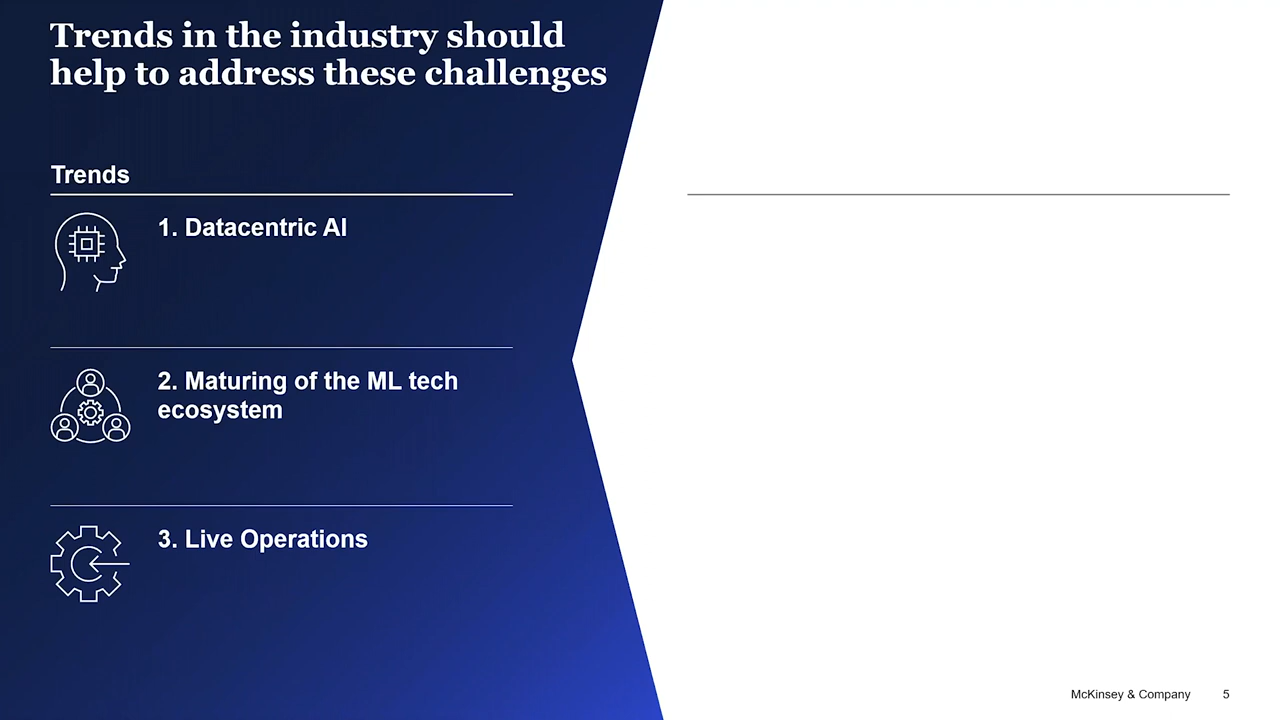 Trends in the industry should
help to address these challenges
Trends
1. Datacentric AI
2. Maturing of the ML tech
ecosystem
3. Live Operations
McKinsey & Company 5